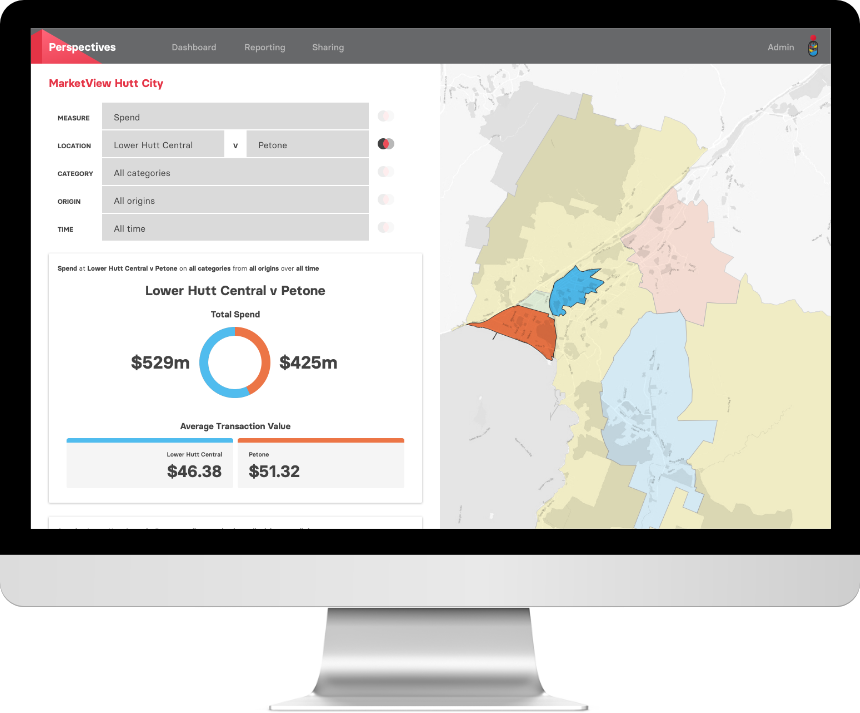 Perspectives Dashboard Reporting Sharing Admin
MarketView Hutt City
MEASURE Spend
LOCATION Lower Hutt Central v Petone
CATEGORY All categories
ORIGIN All origins
TIME All time
Spend at Lower Hutt Central v Petone on all categories from all origins over all time
Lower Hutt Central v Petone
Total Spend
$529m $425m
Average Transaction Value
Lower Hutt Central Petone
$46.38 $51.32